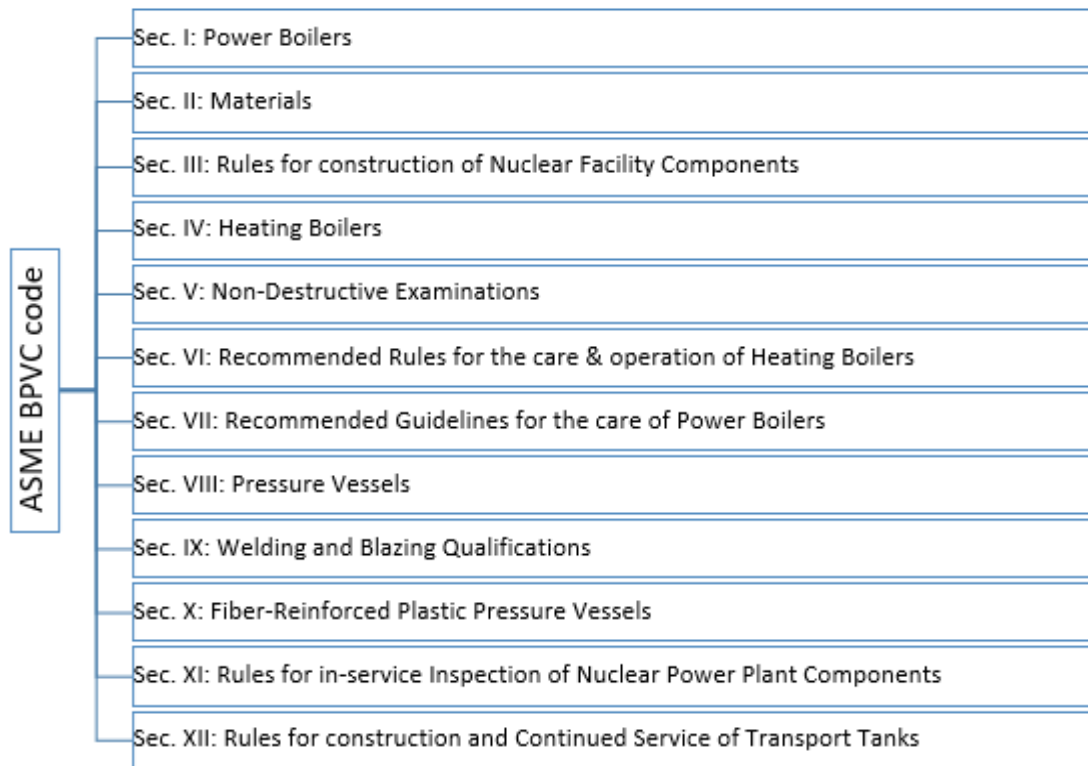 ASME BPVC code
Sec. I: Power Boilers
Sec. II: Materials
Sec. III: Rules for construction of Nuclear Facility Components
Sec. IV: Heating Boilers
Sec. V: Non-Destructive Examinations
Sec. VI: Recommended Rules for the care & operation of Heating Boilers
Sec. VII: Recommended Guidelines for the care of Power Boilers
Sec. VIII: Pressure Vessels
Sec. IX: Welding and Blazing Qualifications
Sec. X: Fiber-Reinforced Plastic Pressure Vessels
Sec. XI: Rules for in-service Inspection of Nuclear Power Plant Components
Sec. XII: Rules for construction and Continued Service of Transport Tanks